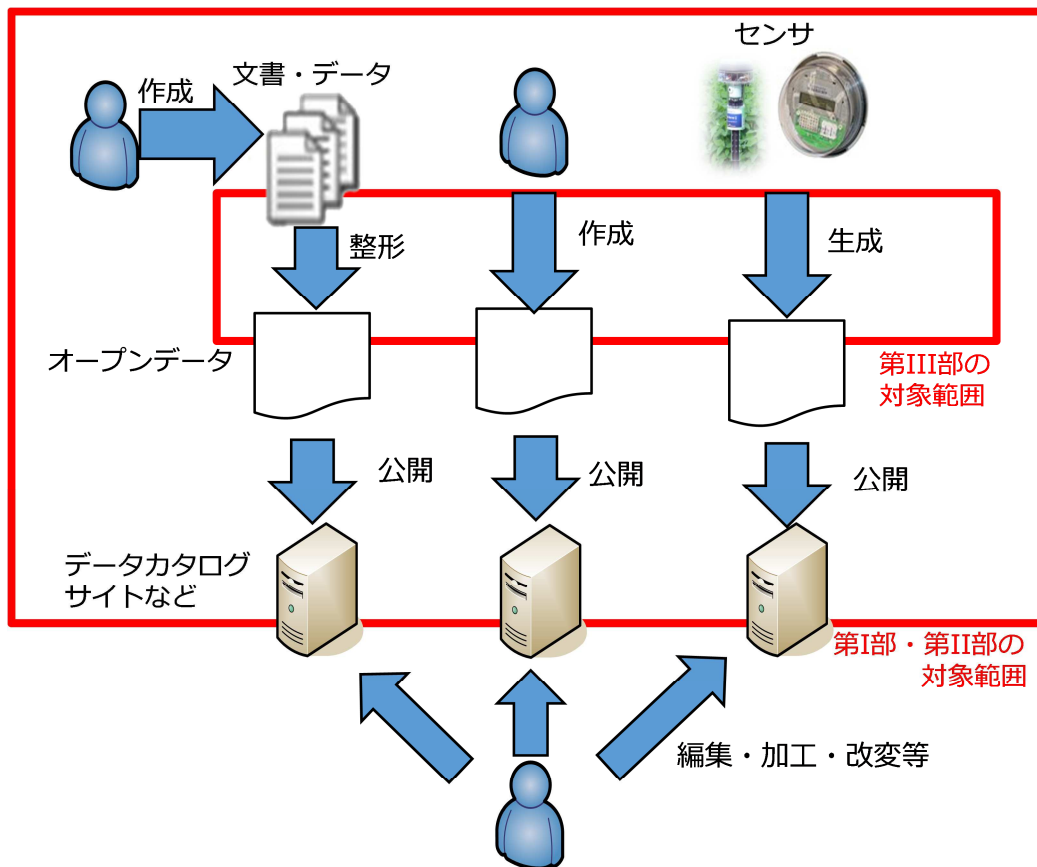 センサ
文書・データ
作成
整形
作成
生成
オープンデータ
第III部の
対象範囲
公開
公開
公開
データカタログ
サイトなど
第I部・第II部の
対象範囲
編集・加工・改変等